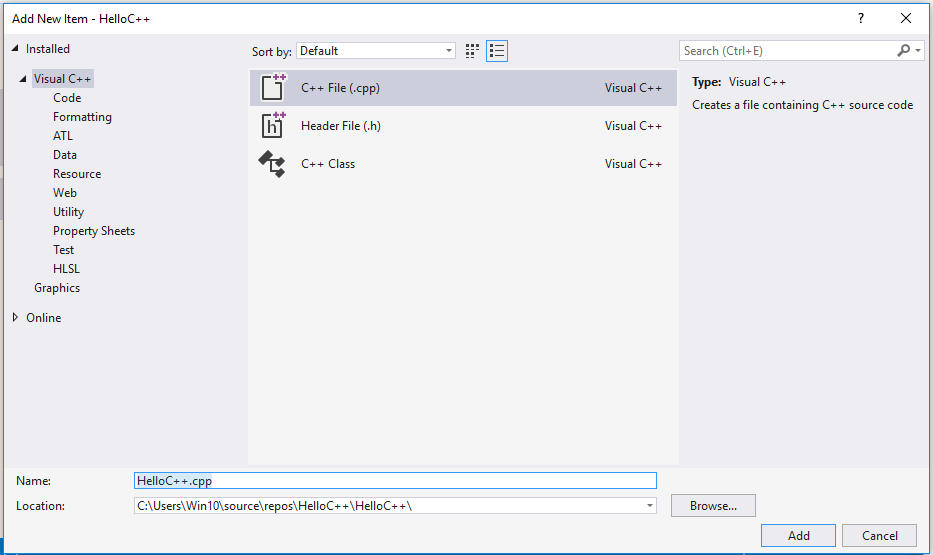 Add New Item - HelloC++
? 
Installed
Sort by: Default
Search (Ctrl+E)
Visual C++
Code
Formatting
ATL
Data
Resource
Web
Utility
Property Sheets
Test
HLSL
Graphics
Online
C++ File (.cpp) Visual C++
Header File (.h) Visual C++
C++ Class Visual C++
Type: Visual C++
Creates a file containing C++ source code
Name: HelloC++.cpp
Location: C:\Users\Win10\source\repos\HelloC++\HelloC++\
Browse...
Add Cancel